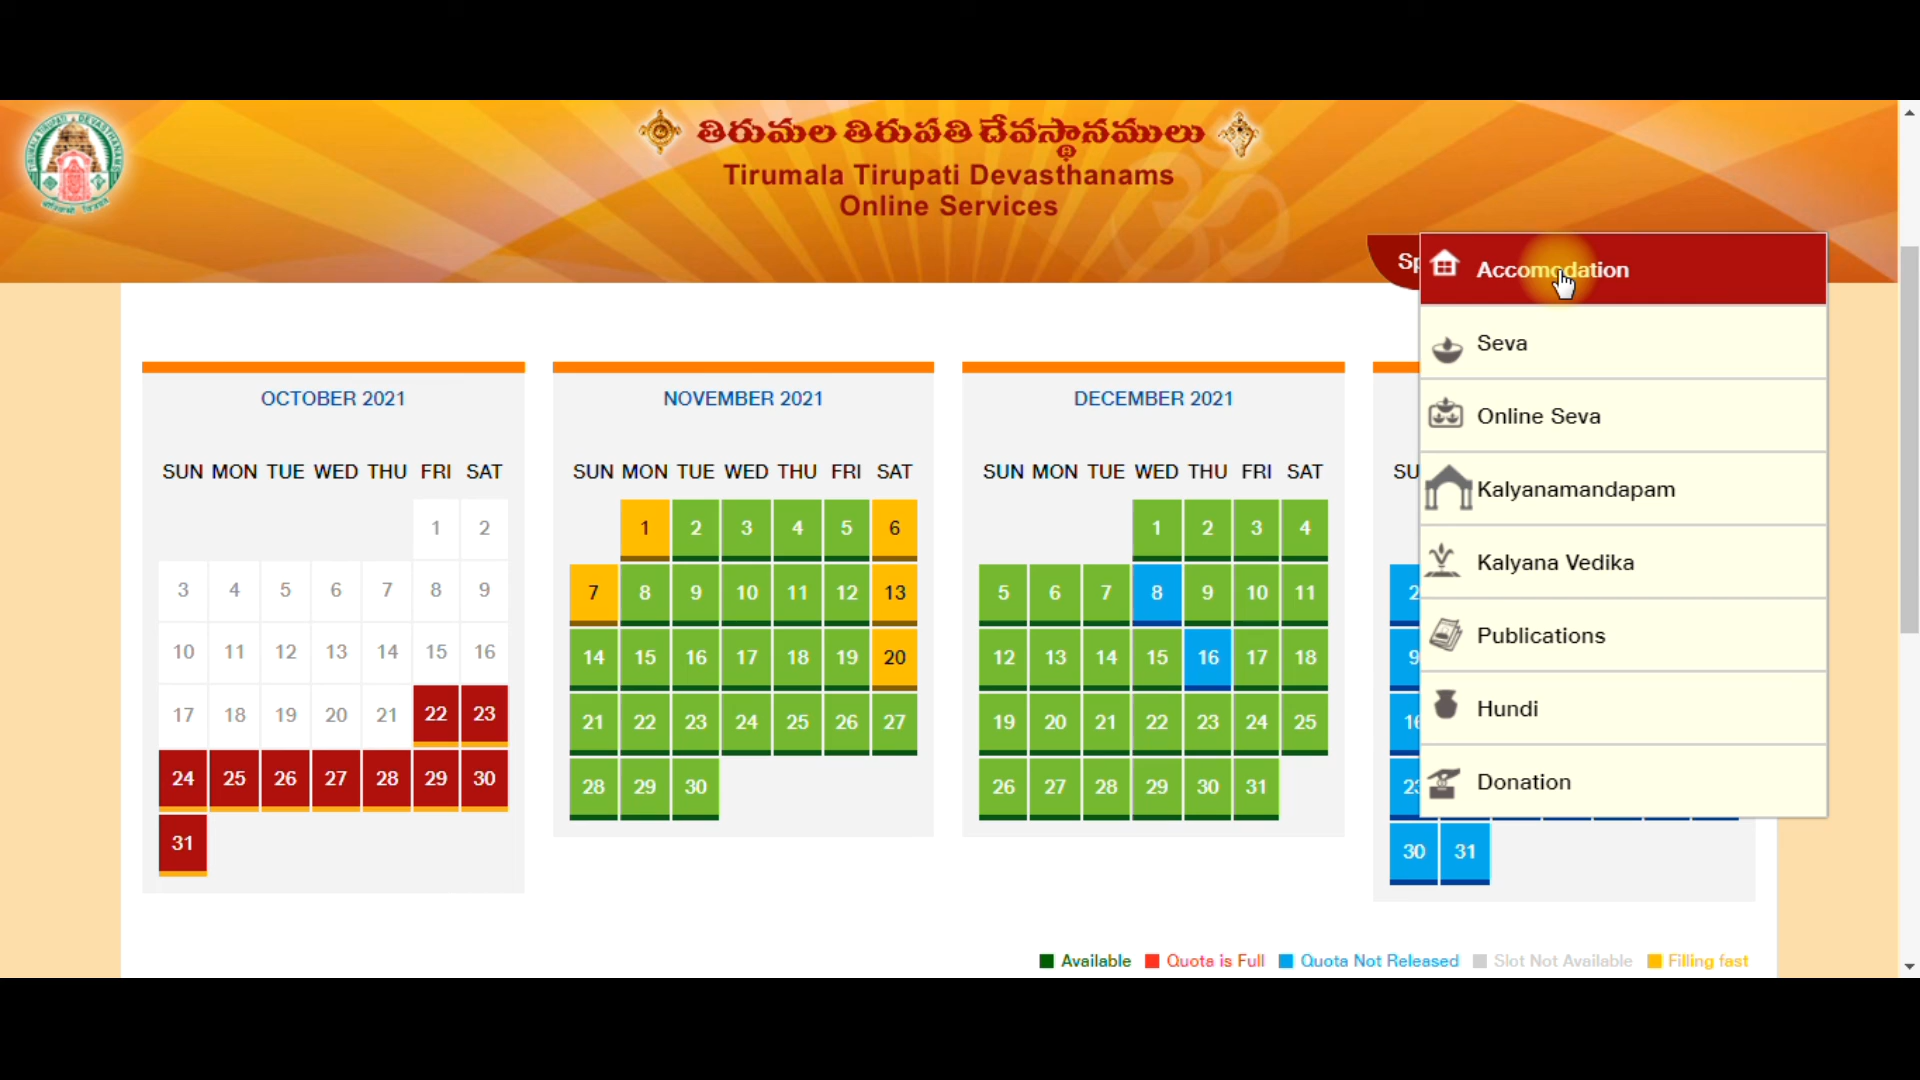 తిరుమల తిరుపతి దేవస్థానములు
Tirumala Tirupati Devasthanams
Online Services
Accomodation
Seva
Online Seva
Kalyanamandapam
Kalyana Vedika
Publications
Hundi
Donation
OCTOBER 2021
SUN MON TUE WED THU FRI SAT
1 2
3 4 5 6 7 8 9
10 11 12 13 14 15 16
17 18 19 20 21 22 23
24 25 26 27 28 29 30
31
NOVEMBER 2021
SUN MON TUE WED THU FRI SAT
1 2 3 4 5 6
7 8 9 10 11 12 13
14 15 16 17 18 19 20
21 22 23 24 25 26 27
28 29 30
DECEMBER 2021
SUN MON TUE WED THU FRI SAT
1 2 3 4
5 6 7 8 9 10 11
12 13 14 15 16 17 18
19 20 21 22 23 24 25
26 27 28 29 30 31
30 31
Available Quota is Full Quota Not Released Slot Not Available Filling fast